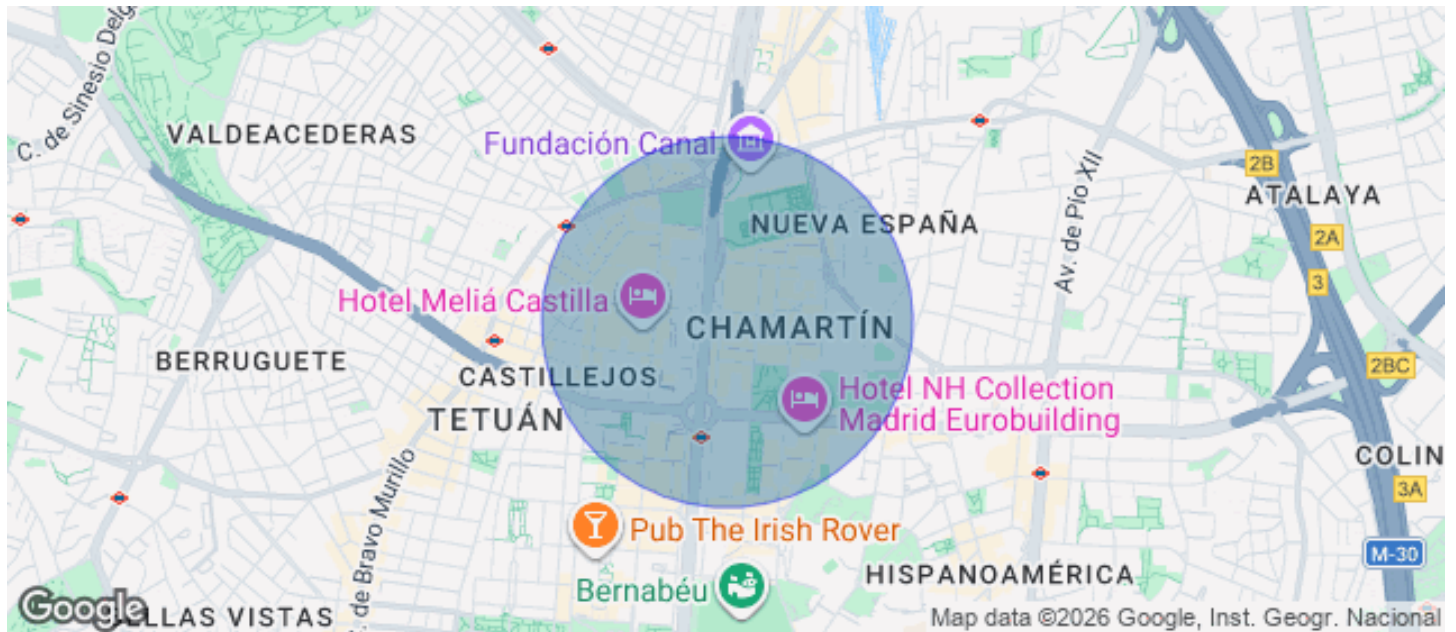 C. de Sinesio Delg
VALDEACEDERAS
Fundación Canal
2B
ATALAYA
NUEVA ESPAÑA
Av. de Pío XII
2A
3
Hotel Meliá Castilla
CHAMARTÍN
BERRUGUETE
CASTILLEJOS
2BC
Hotel NH Collection
Madrid Eurobuilding
TETUÁN
COLIN
3A
. de Bravo Murillo
Pub The Irish Rover
M-30
Bernabéu
HISPANOAMÉRICA
Google
ELLAS VISTAS
Map data ©2026 Google, Inst. Geogr. Nacional